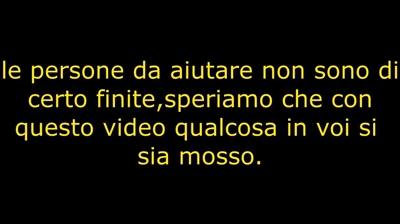 le persone da aiutare non sono di
certo finite,speriamo che con
questo video qualcosa in voi si
sia mosso.